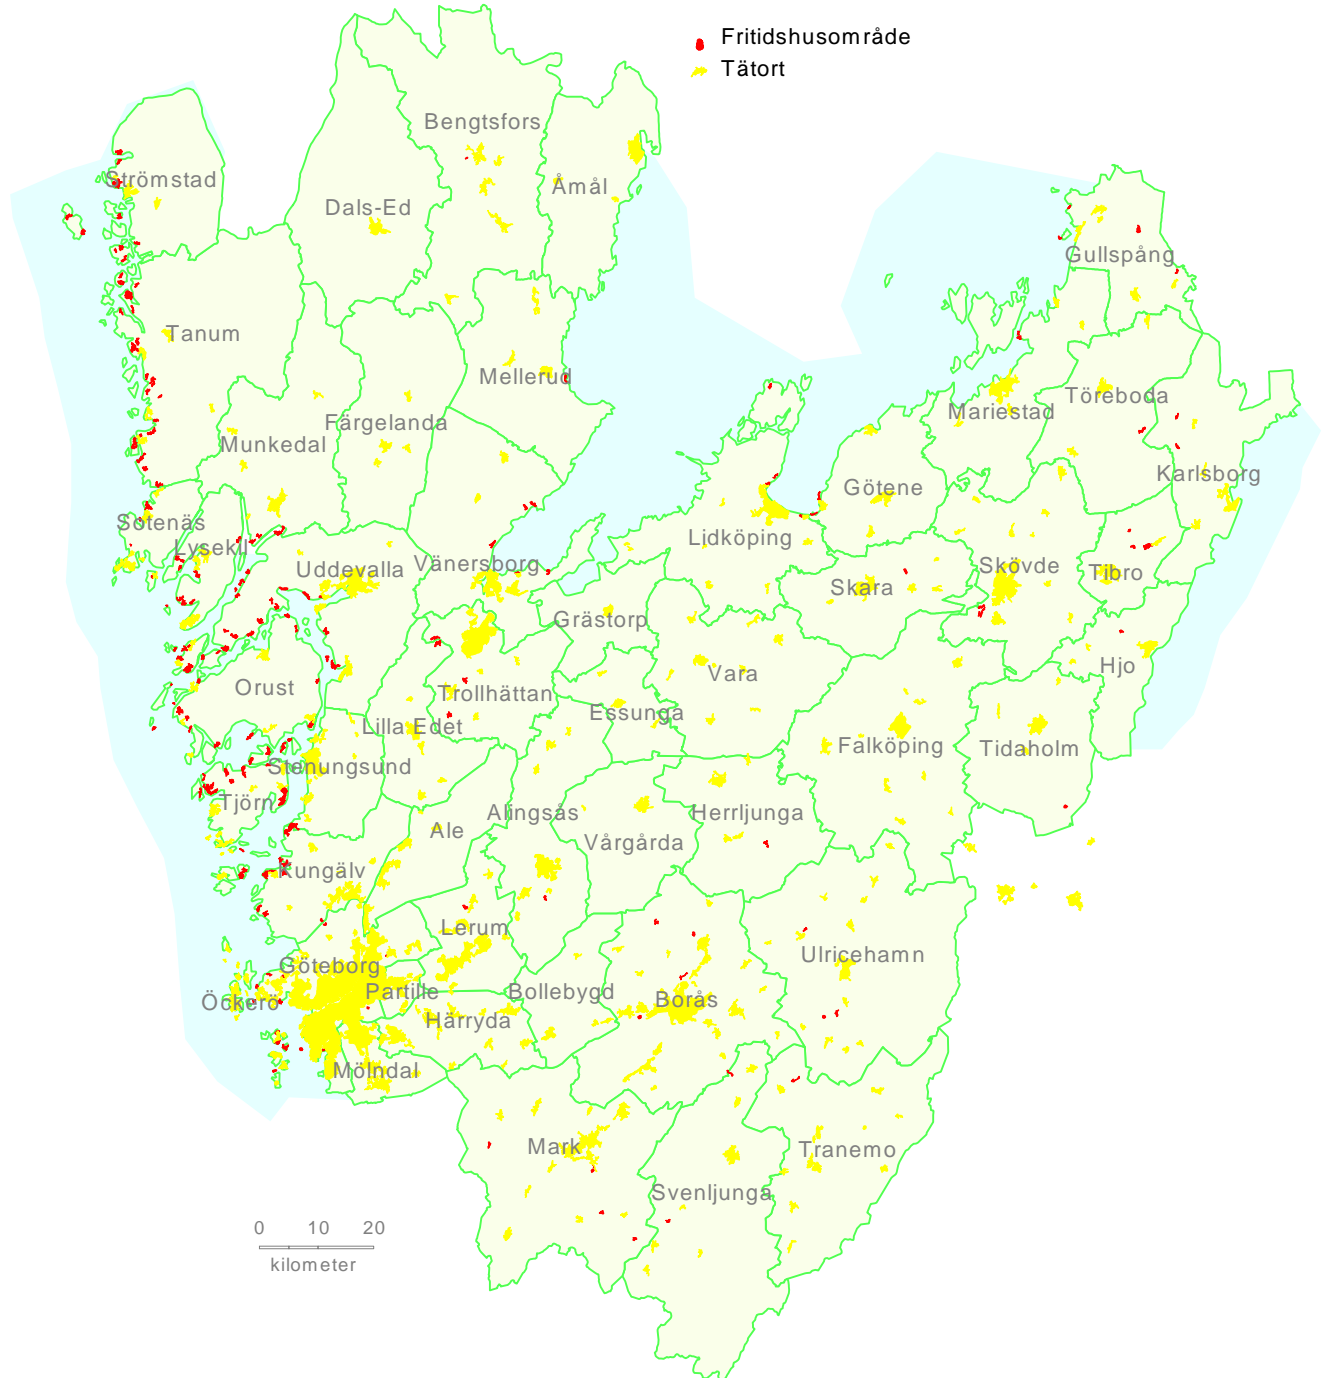 Fritidshusområde
Tätort
Bengtsfors
Strömstad
Åmål
Dals-Ed
Gullspång
Tanum
Mellerud
Töreboda
Mariestad
Färgelanda
Munkedal
Karlsborg
Götene
Sotenäs
Lidköping
Lysekil
Vänersborg
Skövde
Uddevalla
Tibro
Skara
Grästorp
Hjo
Vara
Orust
Trollhättan
Essunga
Lilla Edet
Falköping
Tidaholm
Stenungsund
Tjörn
Alingsås
Herrljunga
Ale
Vårgårda
Kungälv
Lerum
Ulricehamn
Göteborg
Partille
Bollebygd
Borås
Öckerö
Härryda
Mölndal
Mark
Tranemo
Svenljunga
0 10 20
kilometer